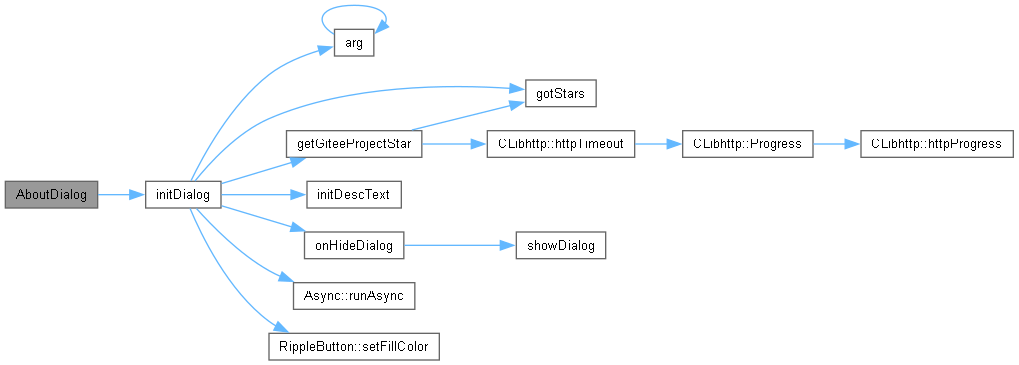 arg
gotStars
getGiteeProjectStar
CLibhttp::httpTimeout
CLibhttp::Progress
CLibhttp::httpProgress
AboutDialog
initDialog
initDescText
onHideDialog
showDialog
Async::runAsync
RippleButton::setFillColor